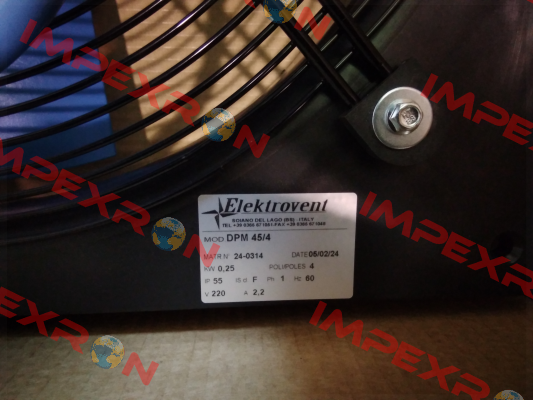 IMPEXRON
IMPEXRON
Elektrovent
SOIANO DEL LAGO (BS) - ITALY
MOD DPM 45/4
MATR N° 24-0314 DATE 05/02/24
KW 0,25 POLI/POLES 4
IP 55 IS cl F Ph 1 Hz 60
V 220 A 2,2
IMPEXRON
IMPEXRON
IMPEXRON